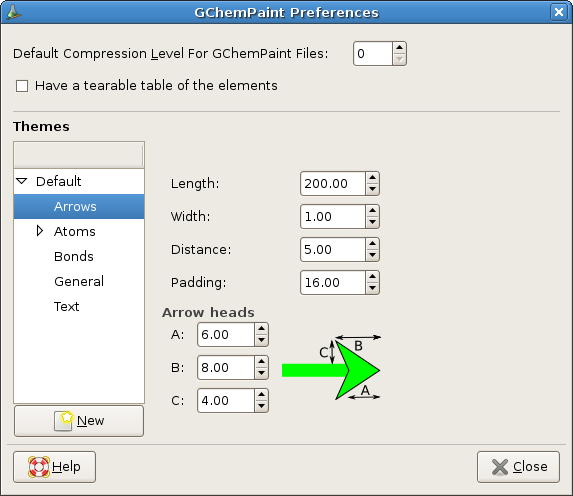 GChemPaint Preferences
Default Compression Level For GChemPaint Files: 0
Have a tearable table of the elements
Themes
Default
Arrows
Atoms
Bonds
General
Text
New
Length: 200.00
Width: 1.00
Distance: 5.00
Padding: 16.00
Arrow heads
A: 6.00
B: 8.00
C: 4.00
B
C
A
Help
Close